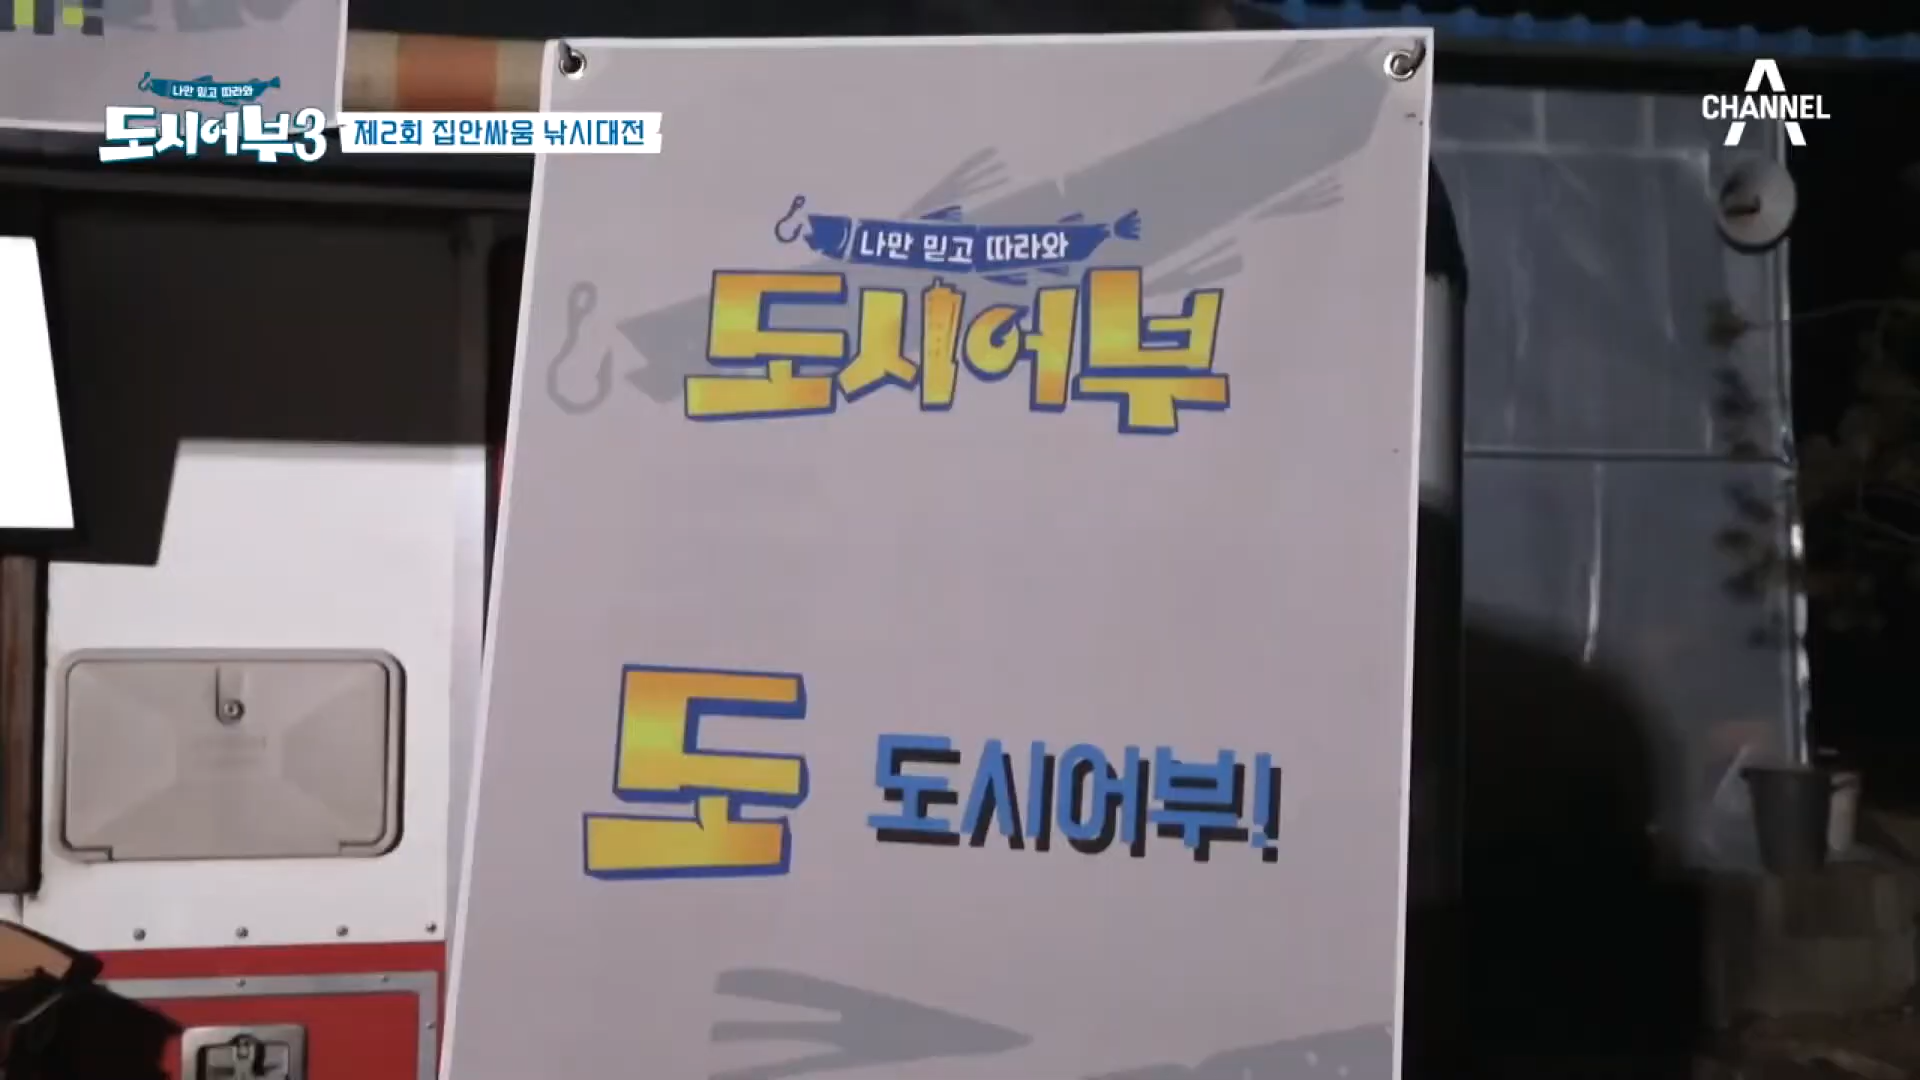 나만 믿고 따라와
도시어부3 제2회 집안싸움 낚시대전
CHANNEL A
나만 믿고 따라와
도시어부
도 도시어부!